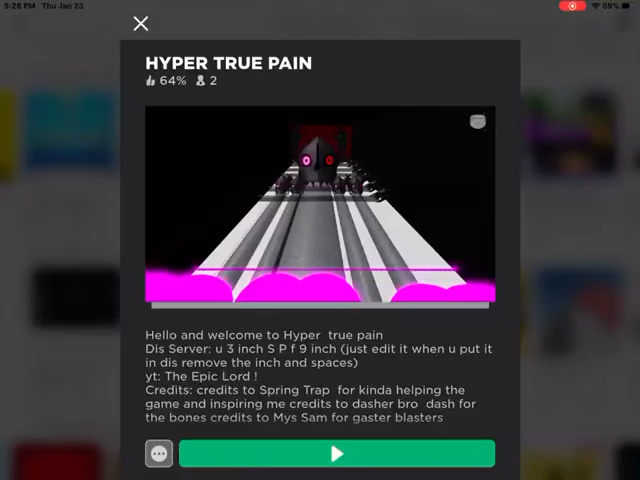 5:28 PM Thu Jan 23
59%
HYPER TRUE PAIN
64% 2
Hello and welcome to Hyper true pain
Dis Server: u 3 inch S P f 9 inch (just edit it when u put it
in dis remove the inch and spaces)
yt: The Epic Lord !
Credits: credits to Spring Trap for kinda helping the
game and inspiring me credits to dasher bro dash for
the bones credits to Mys Sam for gaster blasters